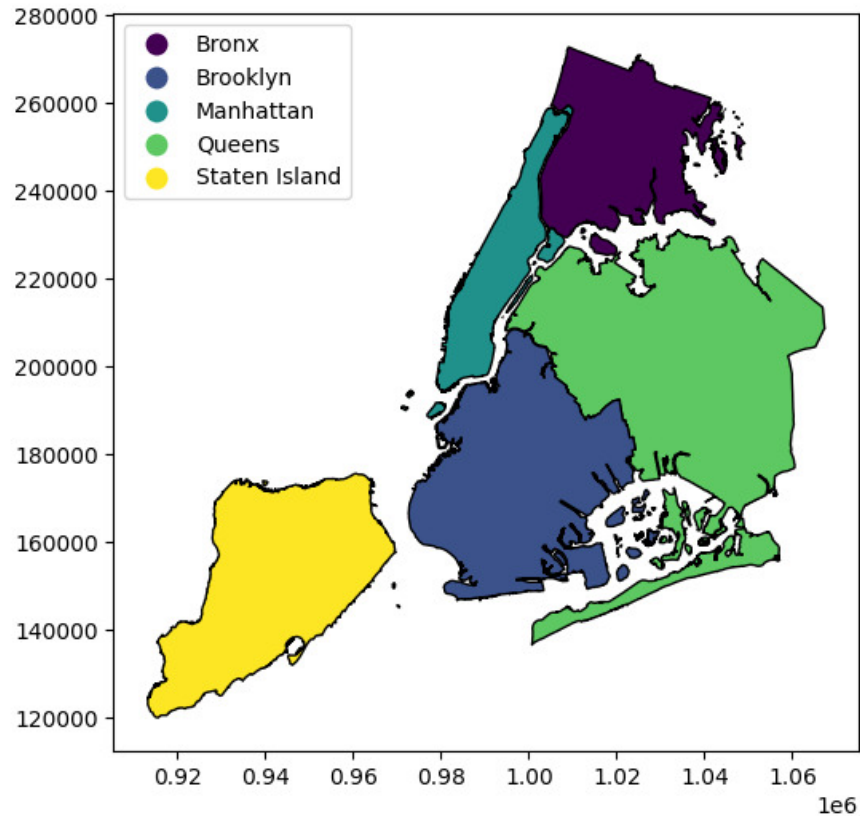 280000
260000
240000
220000
200000
180000
160000
140000
120000
Bronx
Brooklyn
Manhattan
Queens
Staten Island
0.92 0.94 0.96 0.98 1.00 1.02 1.04 1.06
1e6